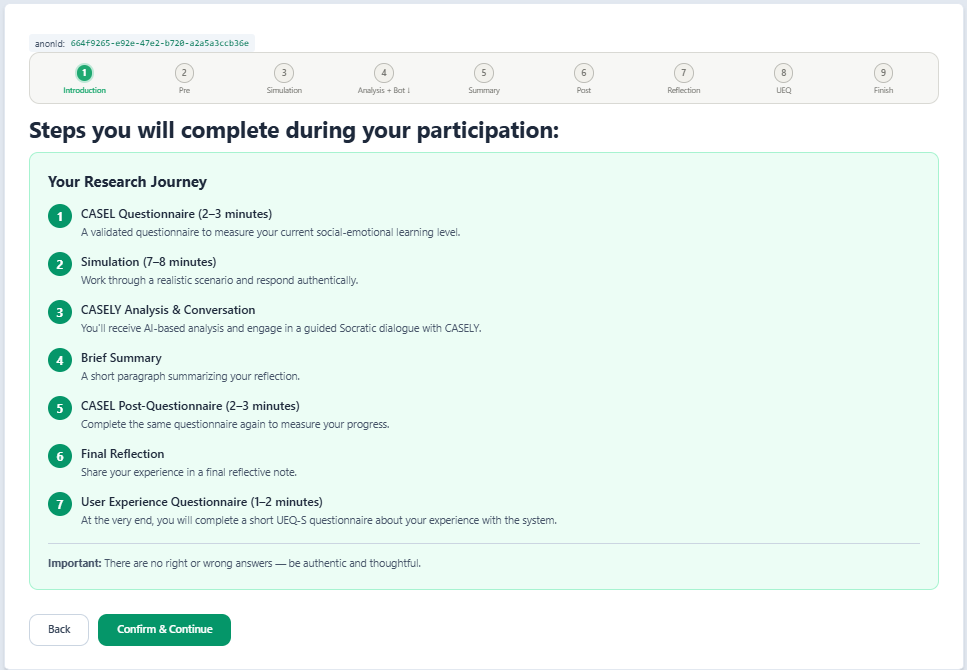 anonId: 664f9265-e92e-47e2-b720-a2a5a3ccb36e
1 2 3 4 5 6 7 8 9
Introduction Pre Simulation Analysis + Bot ↓ Summary Post Reflection UEQ Finish
Steps you will complete during your participation:
Your Research Journey
1 CASEL Questionnaire (2–3 minutes)
A validated questionnaire to measure your current social-emotional learning level.
2 Simulation (7–8 minutes)
Work through a realistic scenario and respond authentically.
3 CASELY Analysis & Conversation
You'll receive AI-based analysis and engage in a guided Socratic dialogue with CASELY.
4 Brief Summary
A short paragraph summarizing your reflection.
5 CASEL Post-Questionnaire (2–3 minutes)
Complete the same questionnaire again to measure your progress.
6 Final Reflection
Share your experience in a final reflective note.
7 User Experience Questionnaire (1–2 minutes)
At the very end, you will complete a short UEQ-S questionnaire about your experience with the system.
Important: There are no right or wrong answers — be authentic and thoughtful.
Back Confirm & Continue